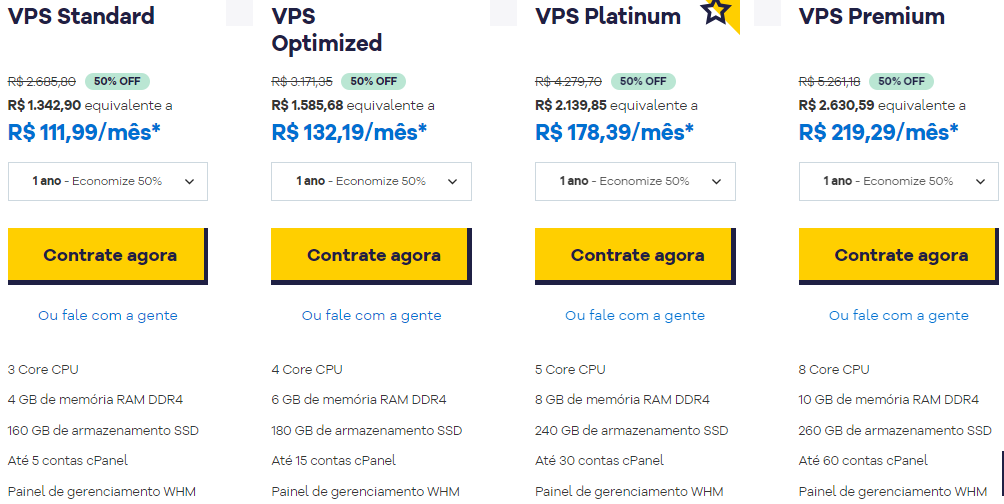 VPS Standard
R$ 2.685,80 50% OFF
R$ 1.342,90 equivalente a
R$ 111,99/mês*
1 ano - Economize 50%
Contrate agora
Ou fale com a gente
3 Core CPU
4 GB de memória RAM DDR4
160 GB de armazenamento SSD
Até 5 contas cPanel
Painel de gerenciamento WHM
VPS
Optimized
R$ 3.171,35 50% OFF
R$ 1.585,68 equivalente a
R$ 132,19/mês*
1 ano - Economize 50%
Contrate agora
Ou fale com a gente
4 Core CPU
6 GB de memória RAM DDR4
180 GB de armazenamento SSD
Até 15 contas cPanel
Painel de gerenciamento WHM
VPS Platinum
R$ 4.279,70 50% OFF
R$ 2.139,85 equivalente a
R$ 178,39/mês*
1 ano - Economize 50%
Contrate agora
Ou fale com a gente
5 Core CPU
8 GB de memória RAM DDR4
240 GB de armazenamento SSD
Até 30 contas cPanel
Painel de gerenciamento WHM
VPS Premium
R$ 5.261,18 50% OFF
R$ 2.630,59 equivalente a
R$ 219,29/mês*
1 ano - Economize 50%
Contrate agora
Ou fale com a gente
8 Core CPU
10 GB de memória RAM DDR4
260 GB de armazenamento SSD
Até 60 contas cPanel
Painel de gerenciamento WHM